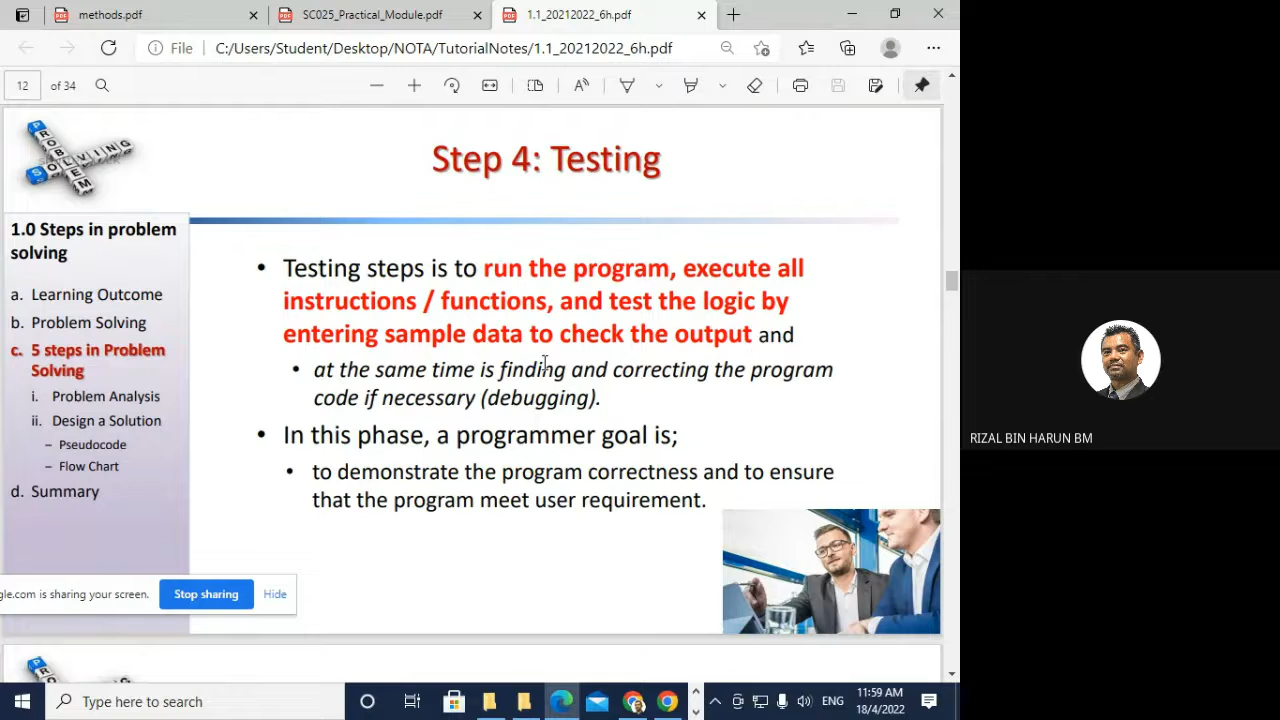 methods.pdf
SC025_Practical_Module.pdf
1.1_20212022_6h.pdf
File
C:/Users/Student/Desktop/NOTA/TutorialNotes/1.1_20212022_6h.pdf
12 of 34
PROBLEM
SOLVING
Step 4: Testing
1.0 Steps in problem
solving
a. Learning Outcome
b. Problem Solving
c. 5 steps in Problem
Solving
i. Problem Analysis
ii. Design a Solution
– Pseudocode
– Flow Chart
d. Summary
• Testing steps is to run the program, execute all
instructions / functions, and test the logic by
entering sample data to check the output and
• at the same time is finding and correcting the program
code if necessary (debugging).
• In this phase, a programmer goal is;
• to demonstrate the program correctness and to ensure
that the program meet user requirement.
gle.com is sharing your screen.
Stop sharing
Hide
RIZAL BIN HARUN BM
Type here to search
ENG
11:59 AM
18/4/2022